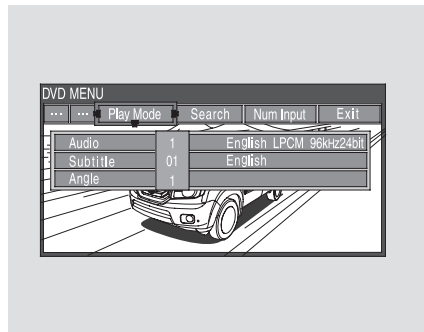 DVD MENU
... ... Play Mode Search Num Input Exit
Audio 1 English LPCM 96kHz24bit
Subtitle 01 English
Angle 1